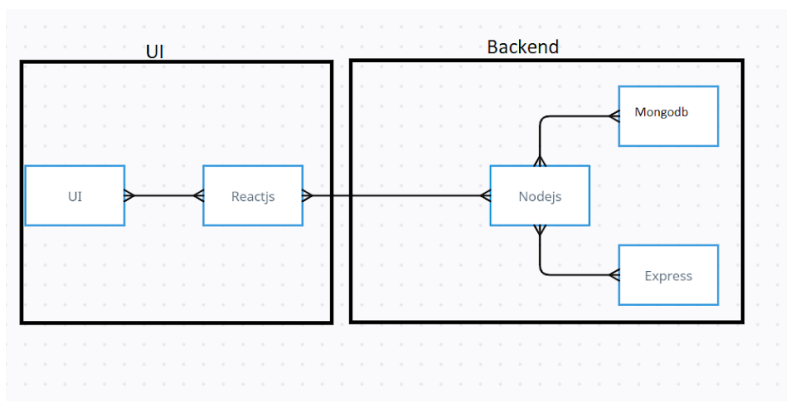 UI
Backend
Mongodb
UI
Reactjs
Nodejs
Express